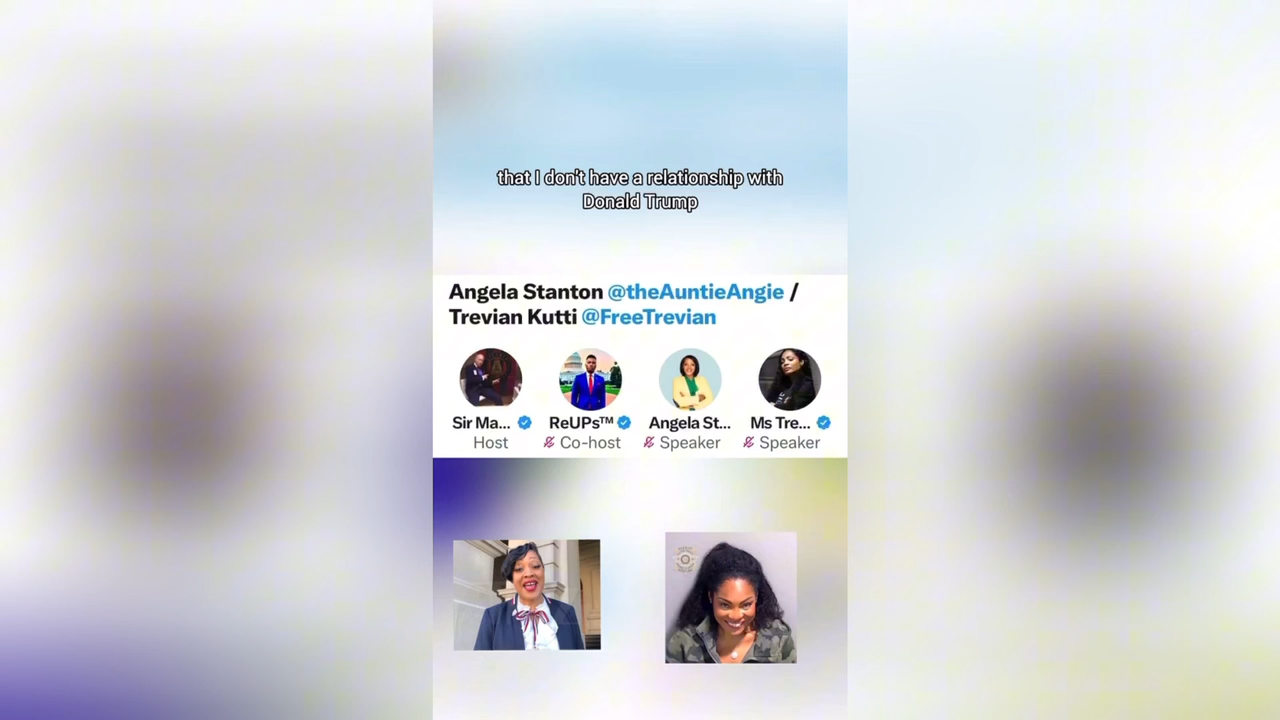 that I don't have a relationship with
Donald Trump
Angela Stanton @theAuntieAngie /
Trevian Kutti @FreeTrevian
Sir Ma...
ReUPs™
Angela St...
Ms Tre...
Host
Co-host
Speaker
Speaker